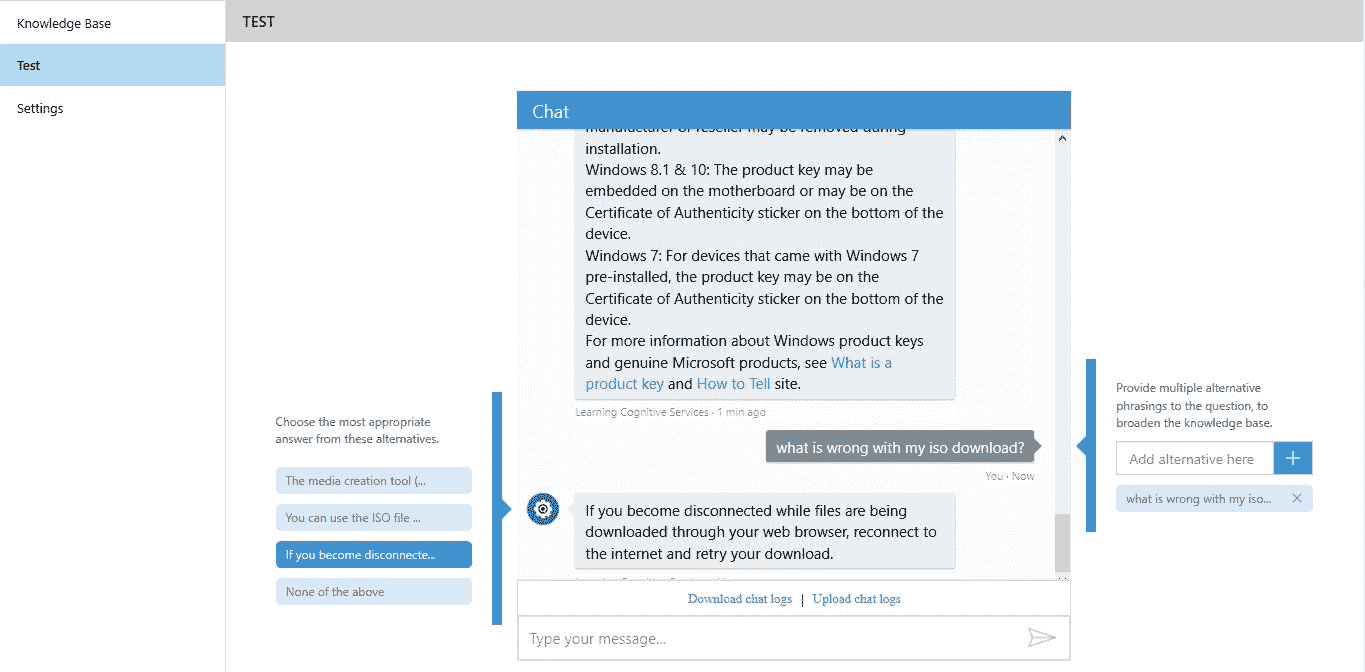 Knowledge Base
Test
Settings
TEST
Chat
manufacturer or reseller may be removed during
installation.
Windows 8.1 & 10: The product key may be
embedded on the motherboard or may be on the
Certificate of Authenticity sticker on the bottom of the
device.
Windows 7: For devices that came with Windows 7
pre-installed, the product key may be on the
Certificate of Authenticity sticker on the bottom of the
device.
For more information about Windows product keys
and genuine Microsoft products, see What is a
product key and How to Tell site.
Learning Cognitive Services · 1 min ago
what is wrong with my iso download?
You · Now
If you become disconnected while files are being
downloaded through your web browser, reconnect to
the internet and retry your download.
Download chat logs | Upload chat logs
Type your message...
Choose the most appropriate
answer from these alternatives.
The media creation tool (...
You can use the ISO file ...
If you become disconnecte...
None of the above
Provide multiple alternative
phrasings to the question, to
broaden the knowledge base.
Add alternative here
what is wrong with my iso...